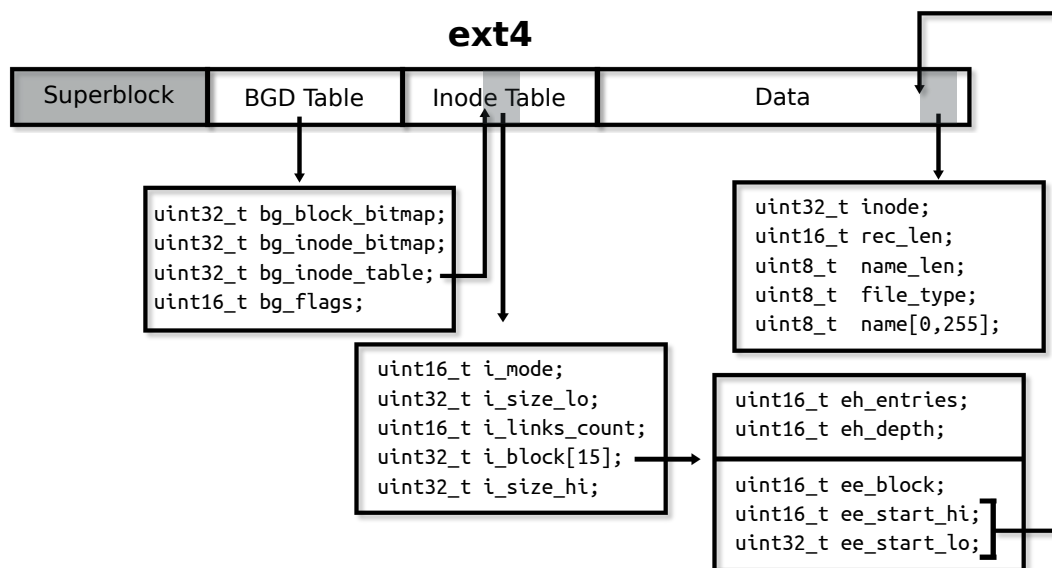 ext4
Superblock
BGD Table
Inode Table
Data
uint32_t bg_block_bitmap;
uint32_t bg_inode_bitmap;
uint32_t bg_inode_table;
uint16_t bg_flags;
uint32_t inode;
uint16_t rec_len;
uint8_t  name_len;
uint8_t  file_type;
uint8_t  name[0,255];
uint16_t i_mode;
uint32_t i_size_lo;
uint16_t i_links_count;
uint32_t i_block[15];
uint32_t i_size_hi;
uint16_t eh_entries;
uint16_t eh_depth;
uint16_t ee_block;
uint16_t ee_start_hi;
uint32_t ee_start_lo;